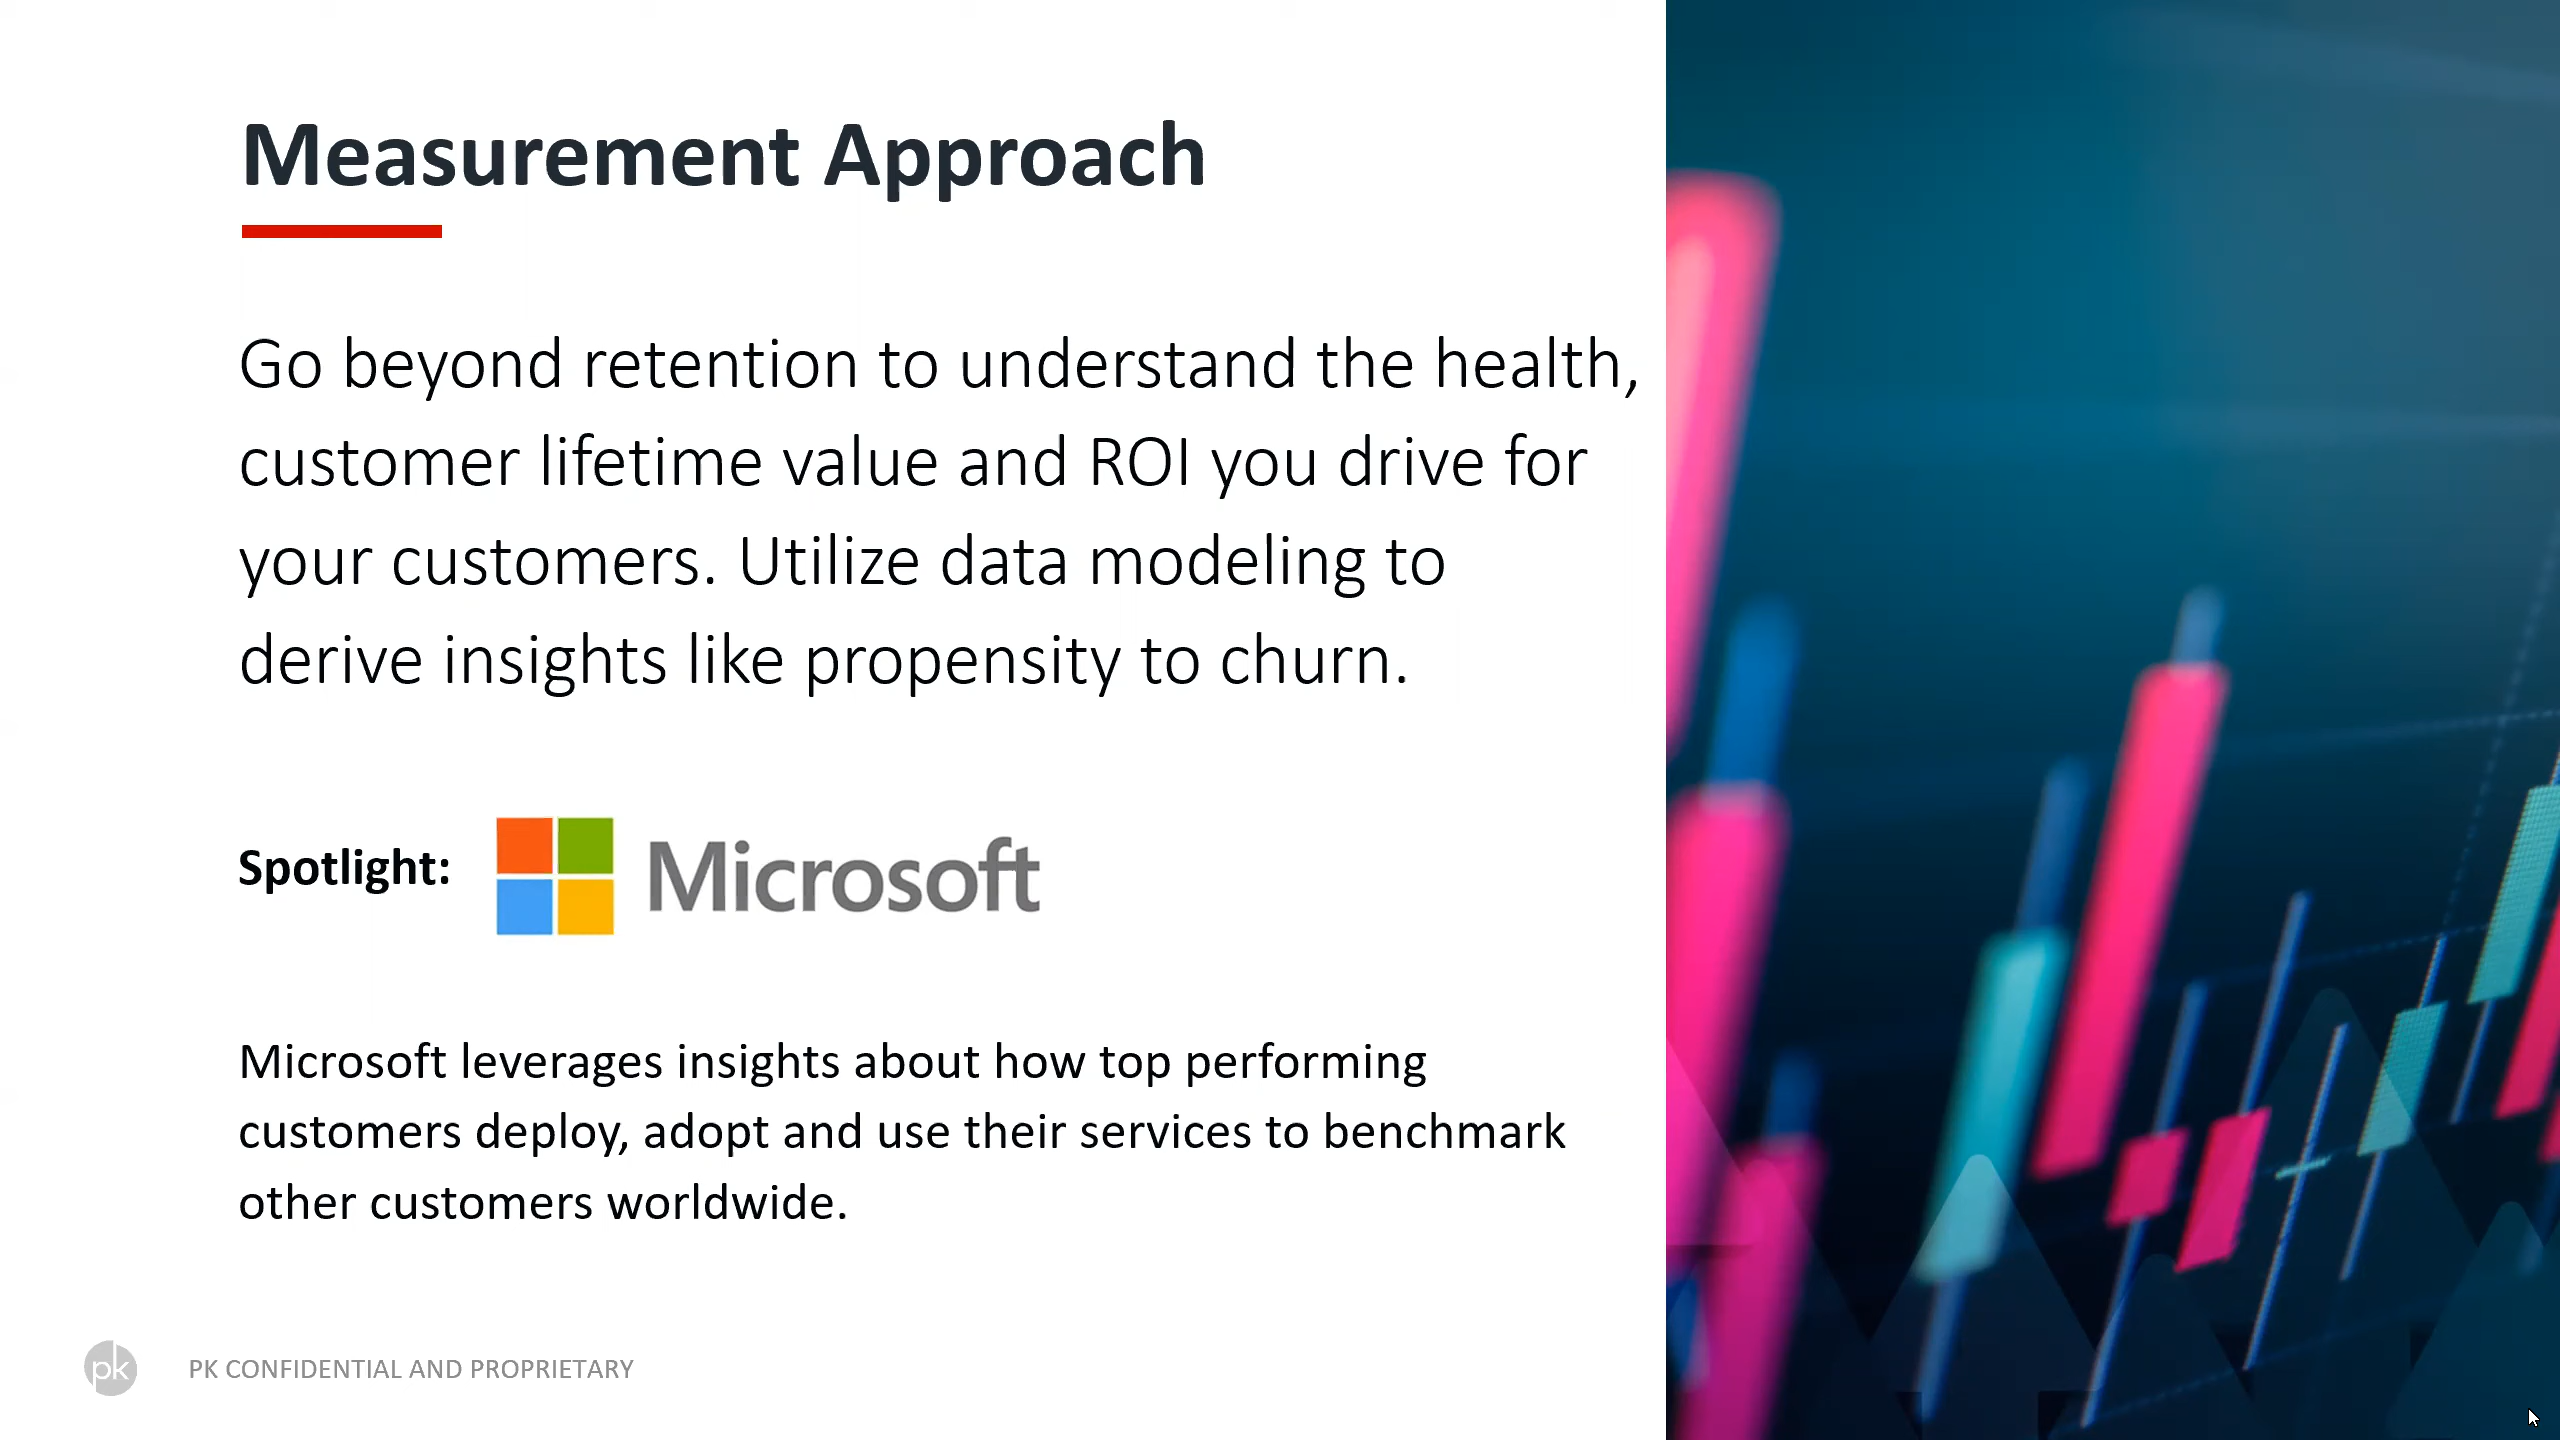 Measurement Approach
Go beyond retention to understand the health,
customer lifetime value and ROI you drive for
your customers. Utilize data modeling to
derive insights like propensity to churn.
Spotlight:
Microsoft
Microsoft leverages insights about how top performing
customers deploy, adopt and use their services to benchmark
other customers worldwide.
pk
PK CONFIDENTIAL AND PROPRIETARY